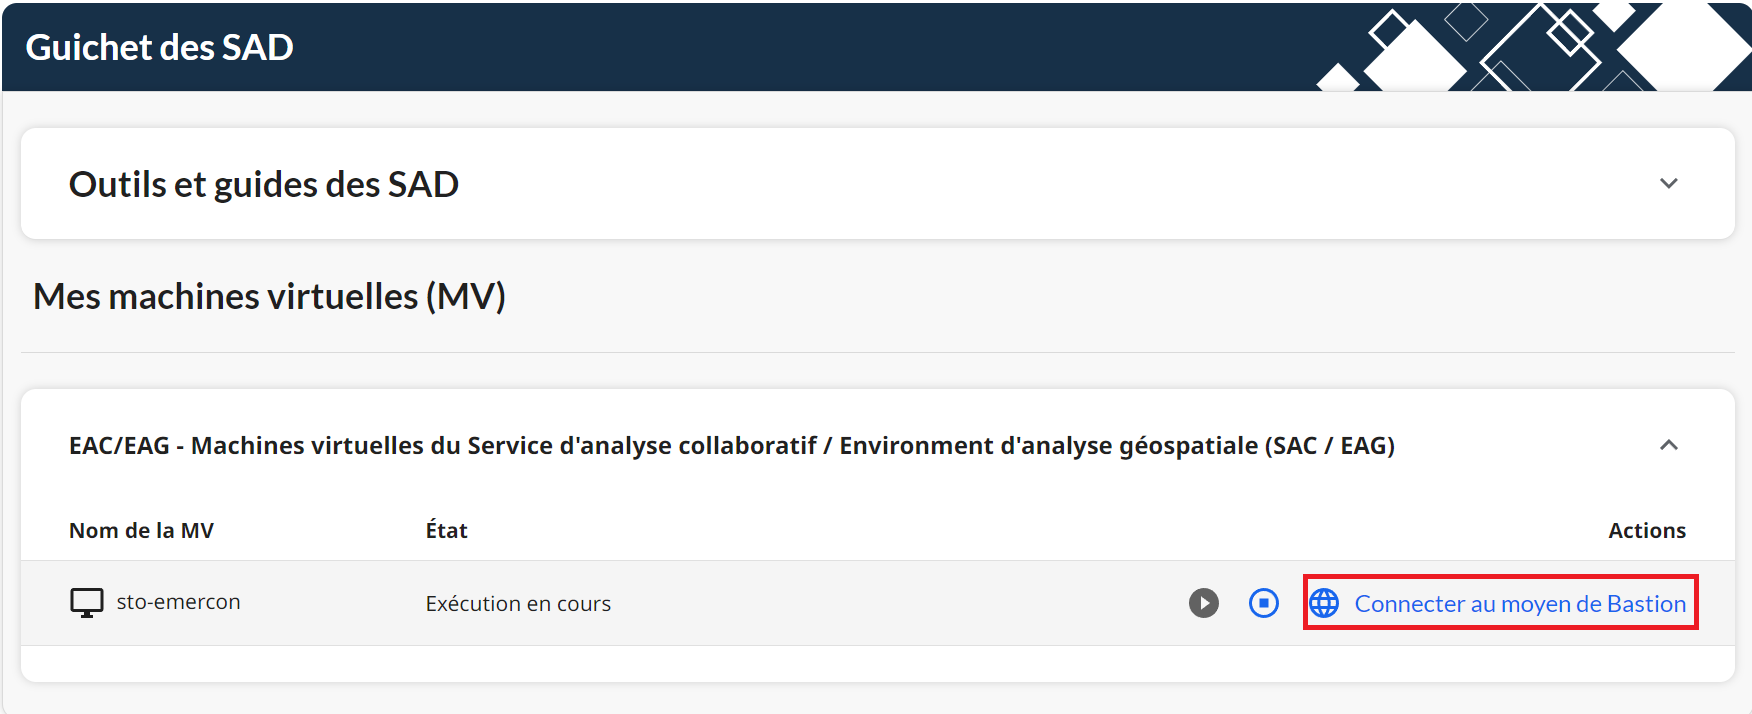 Guichet des SAD
Outils et guides des SAD
Mes machines virtuelles (MV)
EAC/EAG - Machines virtuelles du Service d'analyse collaboratif / Environment d'analyse géospatiale (SAC / EAG)
Nom de la MV État Actions
sto-emercon Exécution en cours Connecter au moyen de Bastion